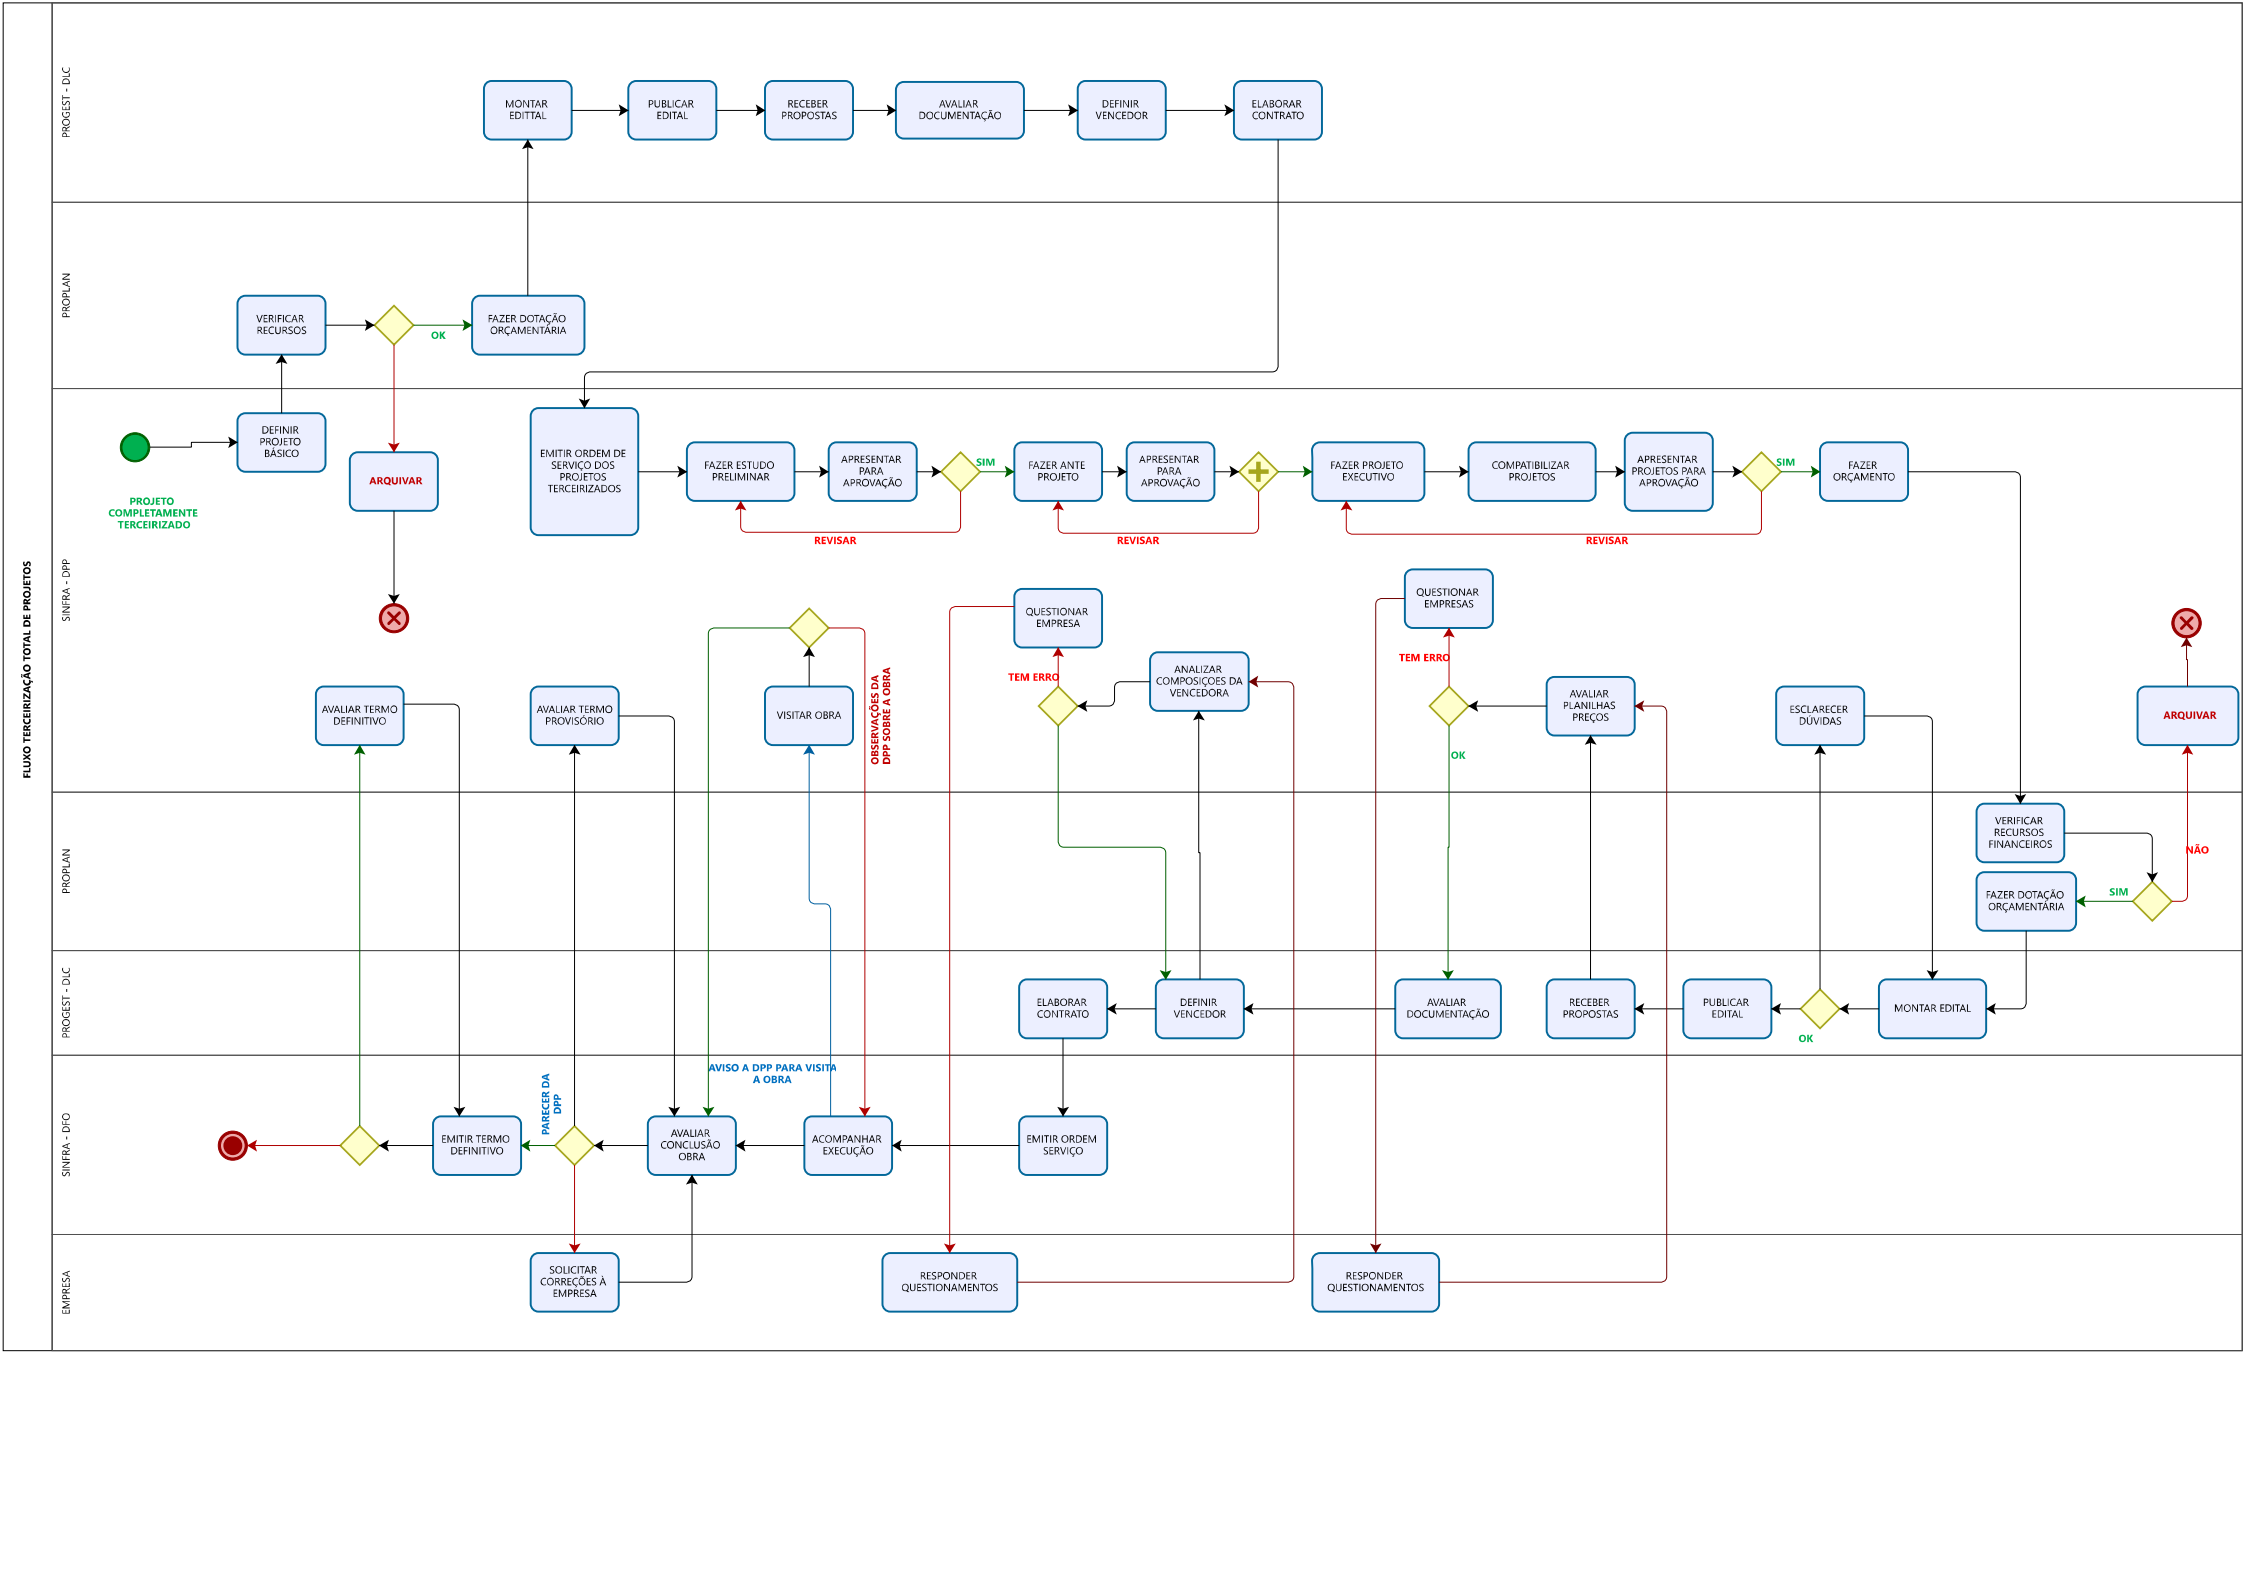 FLUXO TERCEIRIZAÇÃO TOTAL DE PROJETOS
PROGEST - DLC
MONTAR
EDITTAL
PUBLICAR
EDITAL
RECEBER
PROPOSTAS
AVALIAR
DOCUMENTAÇÃO
DEFINIR
VENCEDOR
ELABORAR
CONTRATO
PROPLAN
VERIFICAR
RECURSOS
OK
FAZER DOTAÇÃO
ORÇAMENTÁRIA
SINFRA - DPP
PROJETO
COMPLETAMENTE
TERCEIRIZADO
DEFINIR
PROJETO
BÁSICO
ARQUIVAR
EMITIR ORDEM DE
SERVIÇO DOS
PROJETOS
TERCEIRIZADOS
FAZER ESTUDO
PRELIMINAR
APRESENTAR
PARA
APROVAÇÃO
SIM
REVISAR
FAZER ANTE
PROJETO
APRESENTAR
PARA
APROVAÇÃO
REVISAR
FAZER PROJETO
EXECUTIVO
COMPATIBILIZAR
PROJETOS
APRESENTAR
PROJETOS PARA
APROVAÇÃO
SIM
REVISAR
FAZER
ORÇAMENTO
AVALIAR TERMO
DEFINITIVO
AVALIAR TERMO
PROVISÓRIO
VISITAR OBRA
OBSERVAÇÕES DA
DPP SOBRE A OBRA
QUESTIONAR
EMPRESA
TEM ERRO
ANALIZAR
COMPOSIÇOES DA
VENCEDORA
QUESTIONAR
EMPRESAS
TEM ERRO
OK
AVALIAR
PLANILHAS
PREÇOS
ESCLARECER
DÚVIDAS
ARQUIVAR
PROPLAN
VERIFICAR
RECURSOS
FINANCEIROS
NÃO
SIM
FAZER DOTAÇÃO
ORÇAMENTÁRIA
PROGEST - DLC
ELABORAR
CONTRATO
DEFINIR
VENCEDOR
AVALIAR
DOCUMENTAÇÃO
RECEBER
PROPOSTAS
PUBLICAR
EDITAL
OK
MONTAR EDITAL
SINFRA - DFO
EMITIR TERMO
DEFINITIVO
PARECER DA
DPP
AVALIAR
CONCLUSÃO
OBRA
AVISO A DPP PARA VISITA
A OBRA
ACOMPANHAR
EXECUÇÃO
EMITIR ORDEM
SERVIÇO
EMPRESA
SOLICITAR
CORREÇÕES À
EMPRESA
RESPONDER
QUESTIONAMENTOS
RESPONDER
QUESTIONAMENTOS